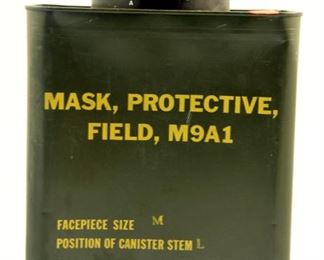 A
MASK, PROTECTIVE,
FIELD, M9A1
FACEPIECE SIZE M
POSITION OF CANISTER STEM L